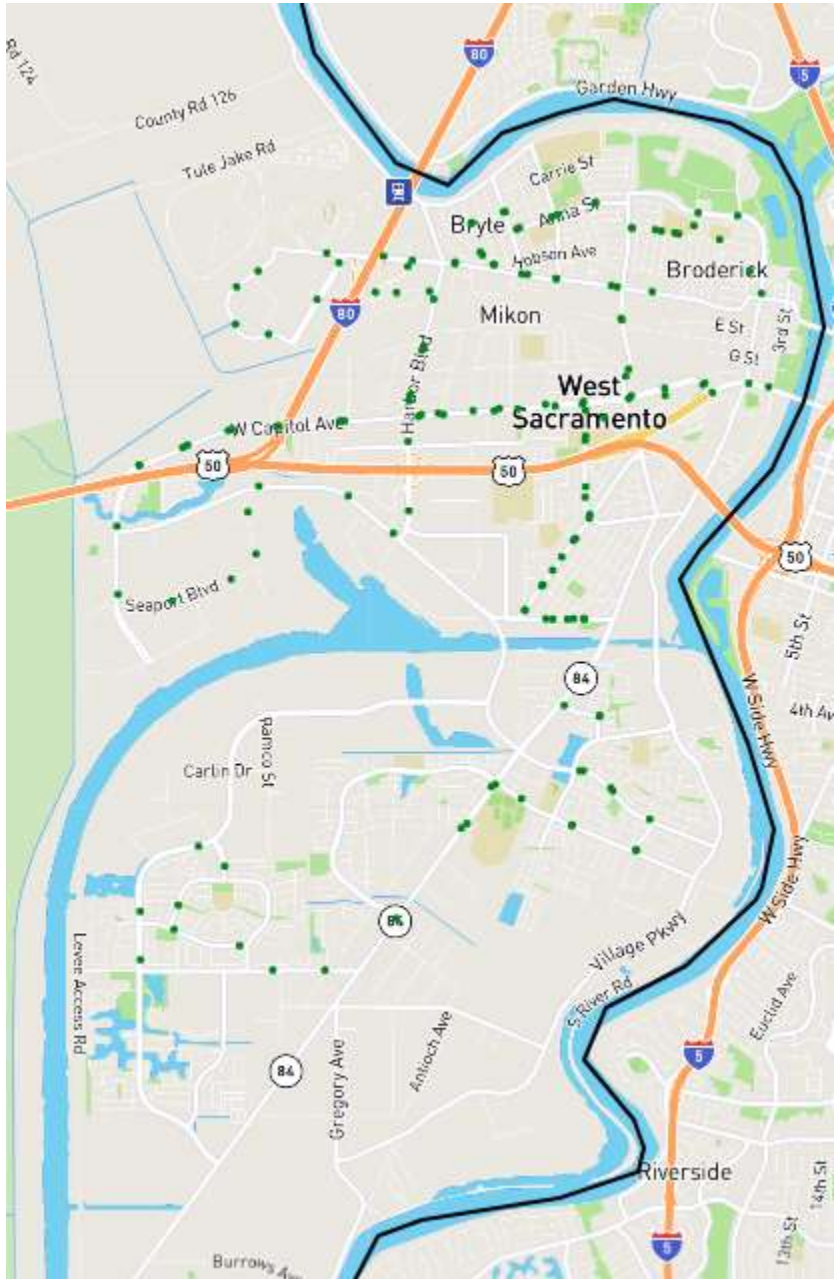 Rd 124
80
5
Garden Hwy
County Rd 126
Tule Jake Rd
Carrie St
Anna St
Bryte
Hobson Ave
Broderick
80
Mikon
E St
3rd St
G St
Harbor Blvd
West
Sacramento
W Capitol Ave
50
50
50
Seaport Blvd
5th St
84
W Side Hwy
4th Av
Ramco St
Carlin Dr
W Side Hwy
84
Village Pkwy
Levee Access Rd
S River Rd
Euclid Ave
Antioch Ave
5
84
Gregory Ave
Riverside
14th St
13th St
5
Burrows Av